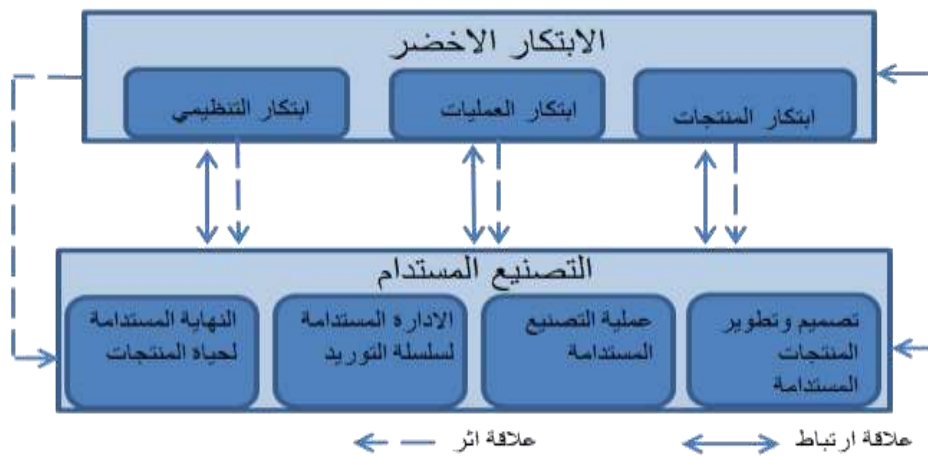 الابتكار الاخضر
ابتكار المنتجات
ابتكار العمليات
ابتكار التنظيمي
التصنيع المستدام
تصميم وتطوير
المنتجات
المستدامة
عملية التصنيع
المستدامة
الادارة المستدامة
لسلسلة التوريد
النهاية المستدامة
لحياة المنتجات
علاقة ارتباط
علاقة اثر